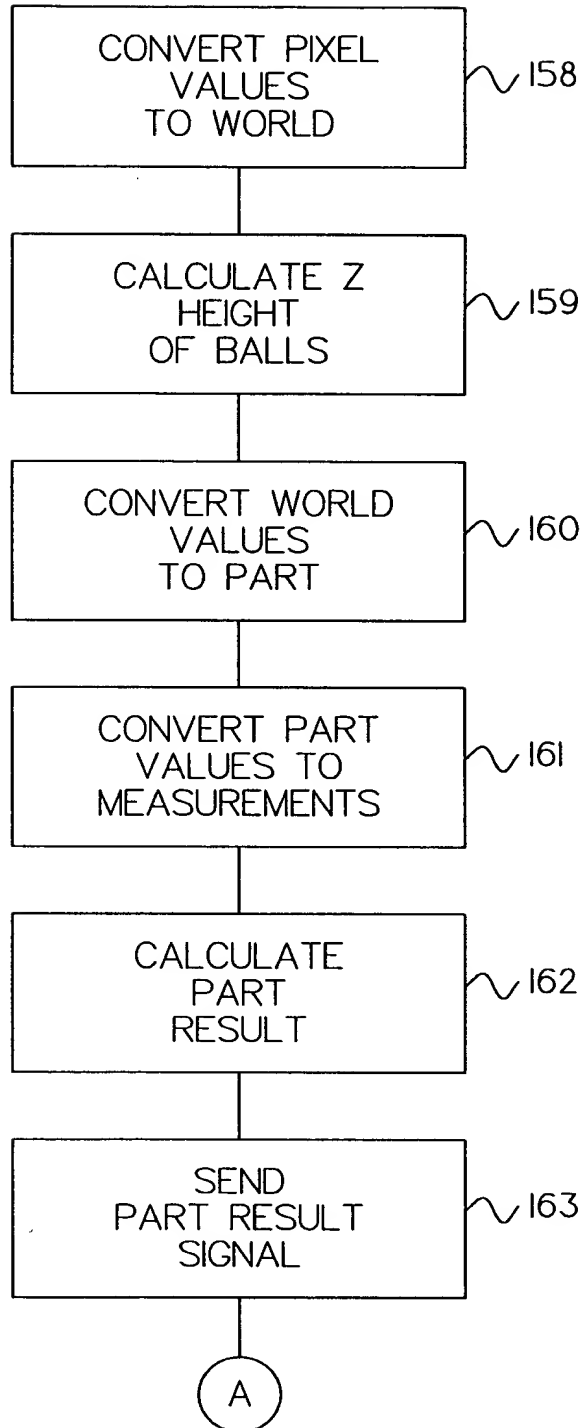 CONVERT PIXEL
VALUES
TO WORLD
158
CALCULATE Z
HEIGHT
OF BALLS
159
CONVERT WORLD
VALUES
TO PART
160
CONVERT PART
VALUES TO
MEASUREMENTS
161
CALCULATE
PART
RESULT
162
SEND
PART RESULT
SIGNAL
163
A